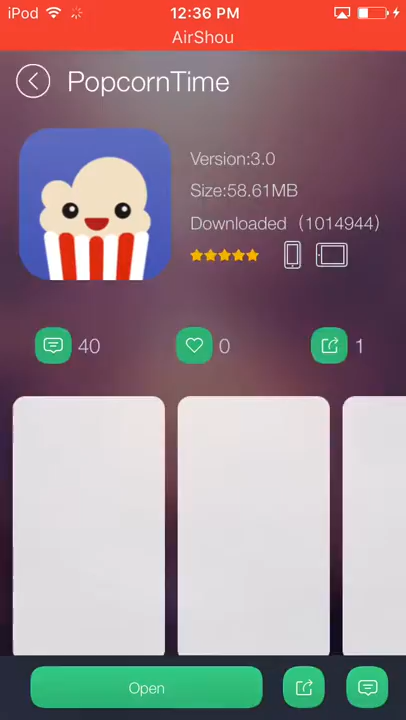 iPod 12:36 PM
AirShou
PopcornTime
Version:3.0
Size:58.61MB
Downloaded（1014944）
40 0 1
Open